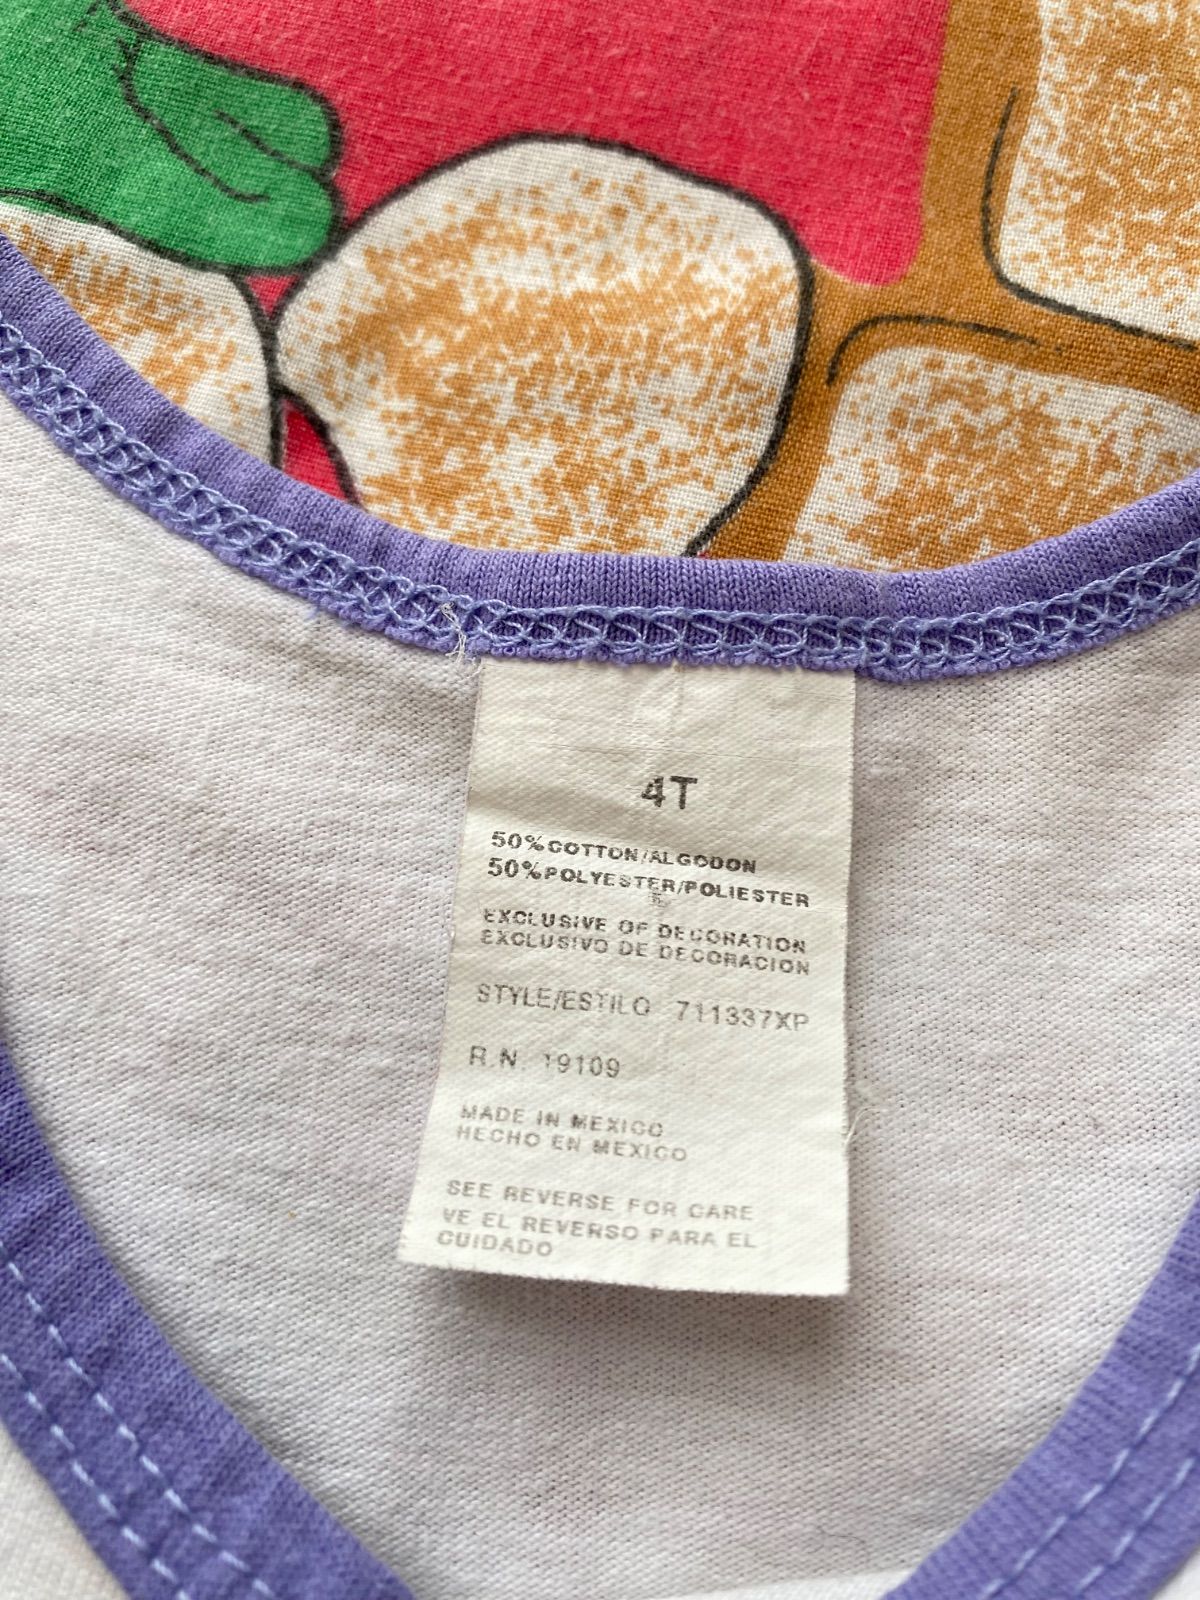 4T
50% COTTON/ALGODON
50% POLYESTER/POLIESTER
EXCLUSIVE OF DECORATION
EXCLUSIVO DE DECORACION
STYLE/ESTILO 711337XP
R.N. 19109
MADE IN MEXICO
HECHO EN MEXICO
SEE REVERSE FOR CARE
VE EL REVERSO PARA EL
CUIDADO